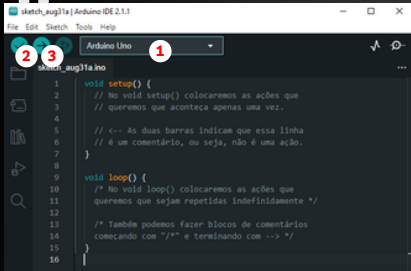 sketch_aug31a | Arduino IDE 2.1.1
File Edit Sketch Tools Help
2 3 Arduino Uno 1
sketch_aug31a.ino
1 void setup() {
2 // No void setup() colocaremos as ações que
3 // queremos que aconteça apenas uma vez.
4
5 // <-- As duas barras indicam que essa linha
6 // é um comentário, ou seja, não é uma ação.
7 }
8
9 void loop() {
10 /* No void loop() colocaremos as ações que
11 queremos que sejam repetidas indefinidamente */
12
13 /* Também podemos fazer blocos de comentários
14 começando com "/*" e terminando com --> */
15 }
16